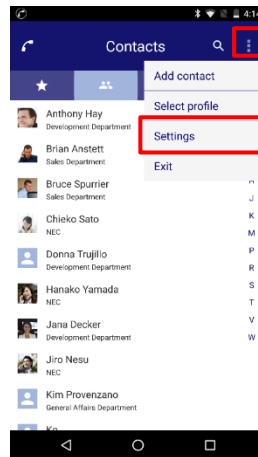 4:14
Contacts
Add contact
Select profile
Settings
Exit
Anthony Hay
Development Department
Brian Anstett
Sales Department
Bruce Spurrier
Sales Department
Chieko Sato
NEC
Donna Trujillo
Development Department
Hanako Yamada
NEC
Jana Decker
Development Department
Jiro Nesu
NEC
Kim Provenzano
General Affairs Department
J
K
M
P
R
S
T
V
W